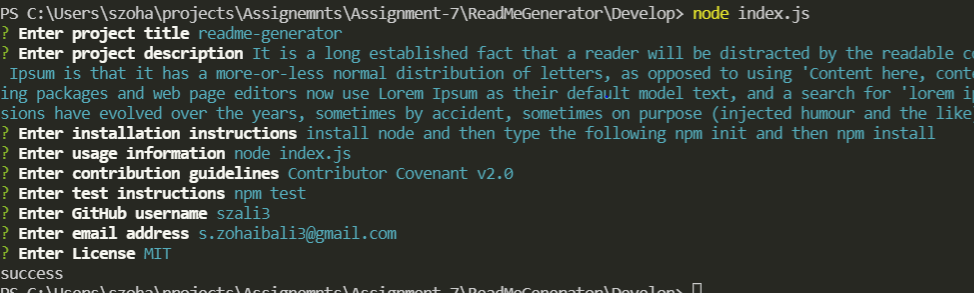 PS C:\Users\szoha\projects\Assignemnts\Assignment-7\ReadMeGenerator\Develop> node index.js
? Enter project title readme-generator
? Enter project description It is a long established fact that a reader will be distracted by the readable
Ipsum is that it has a more-or-less normal distribution of letters, as opposed to using 'Content here,
ing packages and web page editors now use Lorem Ipsum as their default model text, and a search for 'lorem
sions have evolved over the years, sometimes by accident, sometimes on purpose (injected humour and the like
? Enter installation instructions install node and then type the following npm init and then npm install
? Enter usage information node index.js
? Enter contribution guidelines Contributor Covenant v2.0
? Enter test instructions npm test
? Enter GitHub username szali3
? Enter email address s.zohaibali3@gmail.com
? Enter License MIT
success
PS C:\Users\szoha\projects\Assignemnts\Assignment-7\ReadMeGenerator\Develop>